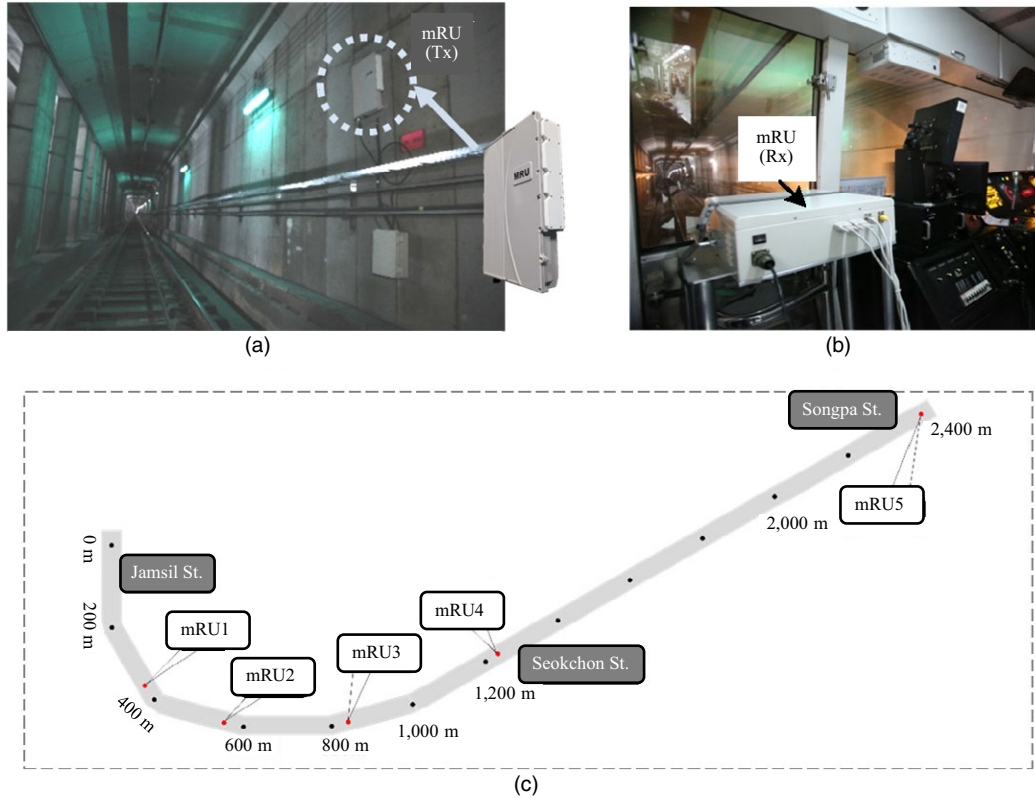 mRU
(Tx)
MRU
(a)
mRU
(Rx)
(b)
Songpa St.
2,400 m
mRU5
2,000 m
0 m
Jamsil St.
200 m
mRU1
mRU2
mRU3
mRU4
Seokchon St.
400 m
600 m
800 m
1,000 m
1,200 m
(c)